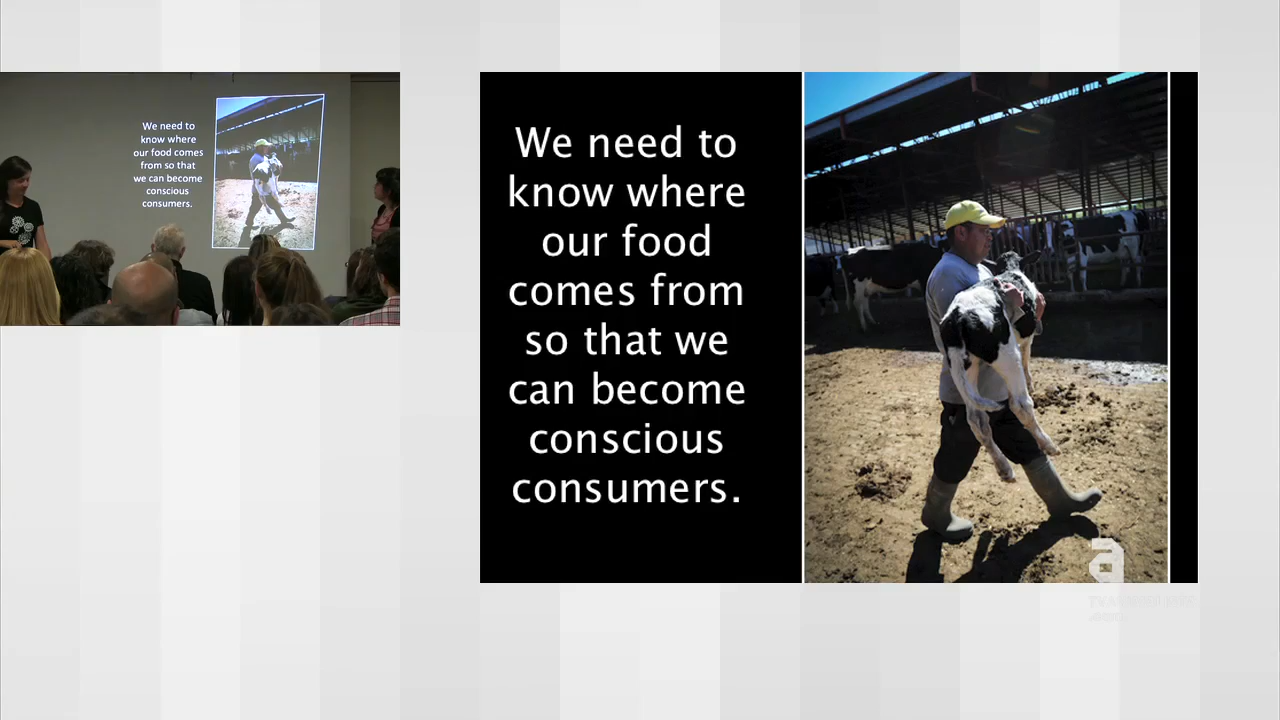 We need to
know where
our food comes
from so that
we can become
conscious
consumers.
We need to
know where
our food
comes from
so that we
can become
conscious
consumers.
a